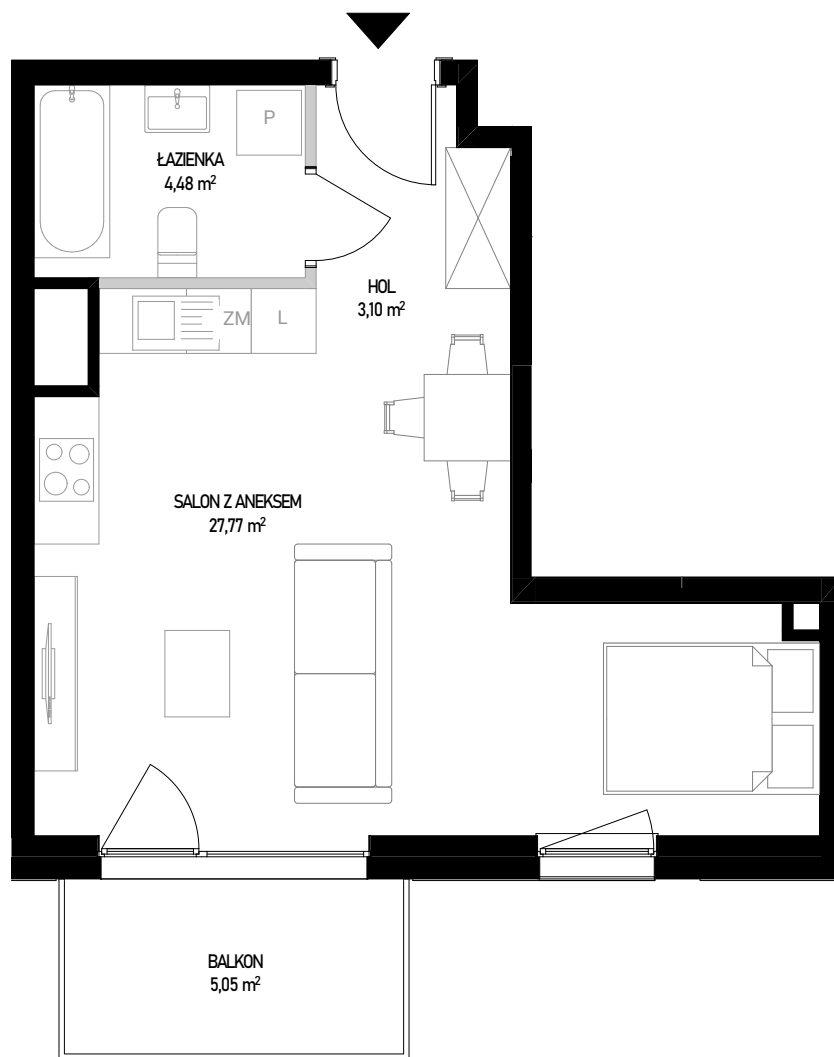 P
ŁAZIENKA
4,48 m²
HOL
3,10 m²
ZM
L
SALON Z ANEKSEM
27,77 m²
BALKON
5,05 m²